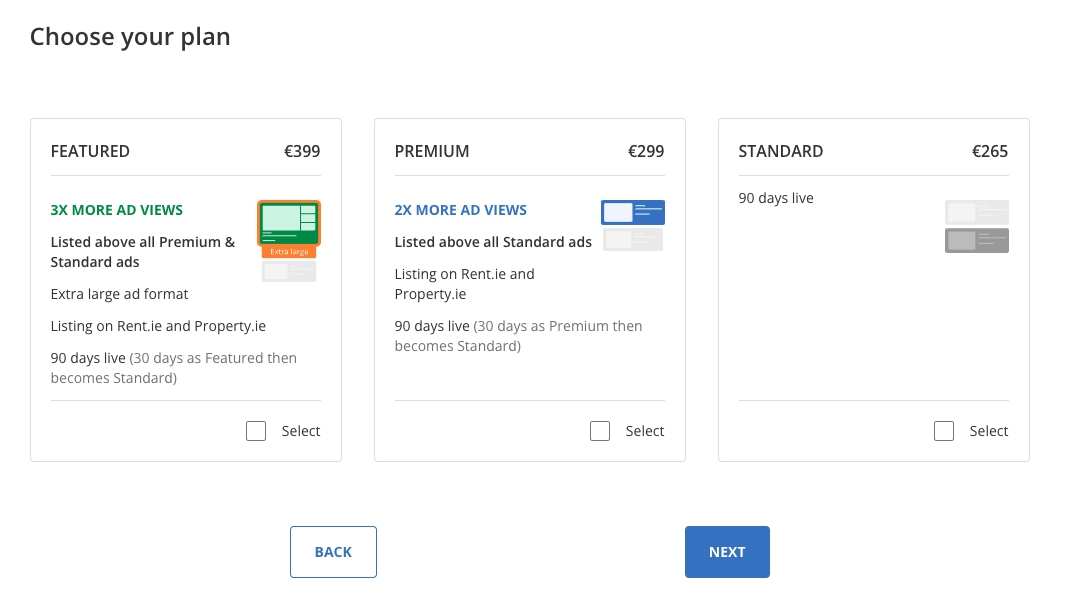 Choose your plan
FEATURED €399
3X MORE AD VIEWS
Listed above all Premium &
Standard ads
Extra large
Extra large ad format
Listing on Rent.ie and Property.ie
90 days live (30 days as Featured then
becomes Standard)
Select
PREMIUM €299
2X MORE AD VIEWS
Listed above all Standard ads
Listing on Rent.ie and
Property.ie
90 days live (30 days as Premium then
becomes Standard)
Select
STANDARD €265
90 days live
Select
BACK
NEXT